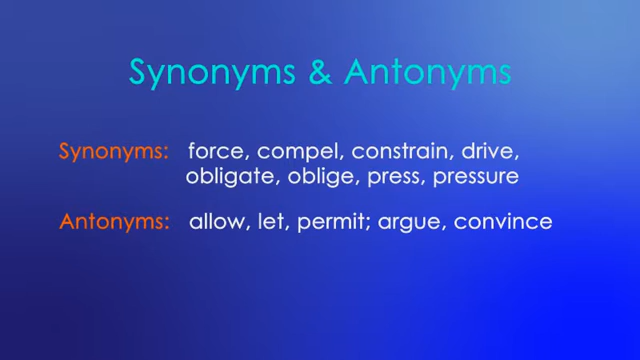 Synonyms & Antonyms
Synonyms: force, compel, constrain, drive,
obligate, oblige, press, pressure
Antonyms: allow, let, permit; argue, convince